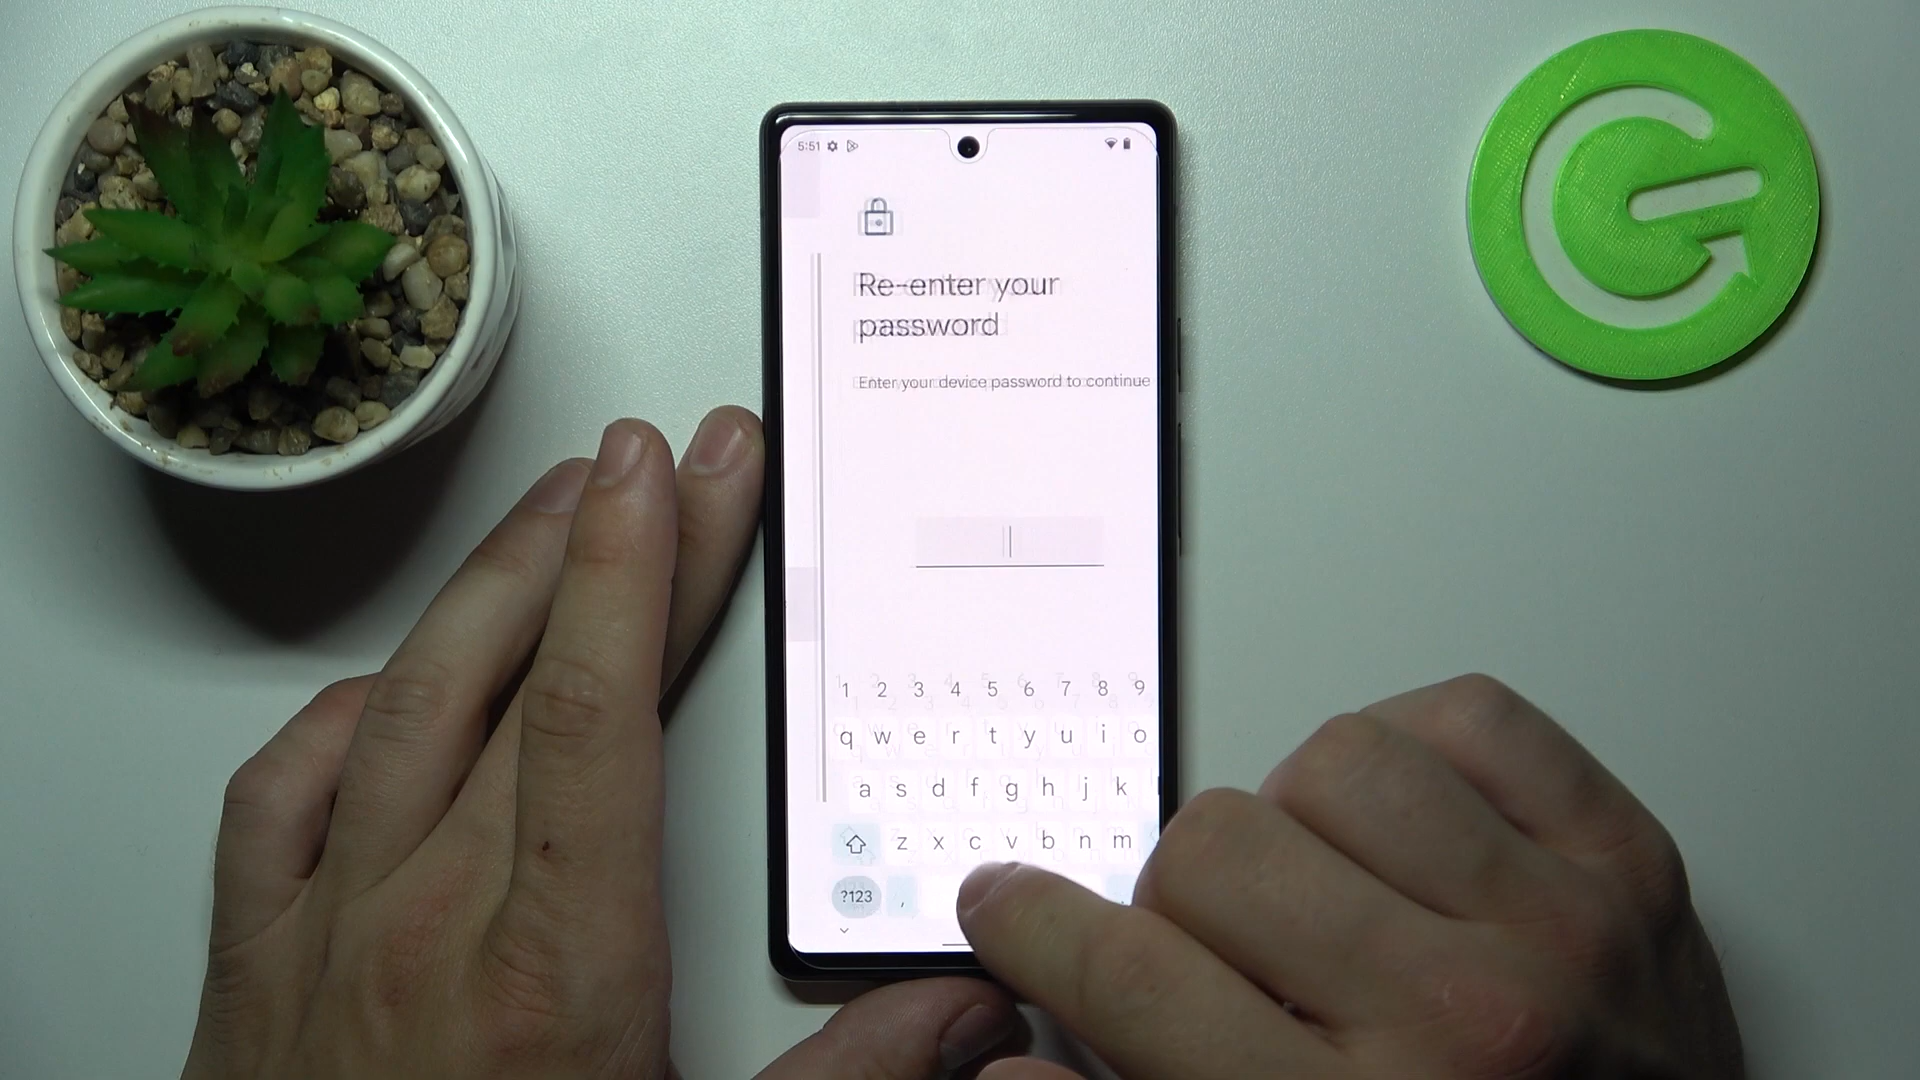 5:51
Re-enter your
password
Enter your device password to continue
1 2 3 4 5 6 7 8 9
q w e r t y u i o
a s d f g h j k
z x c v b n m
?123 ,